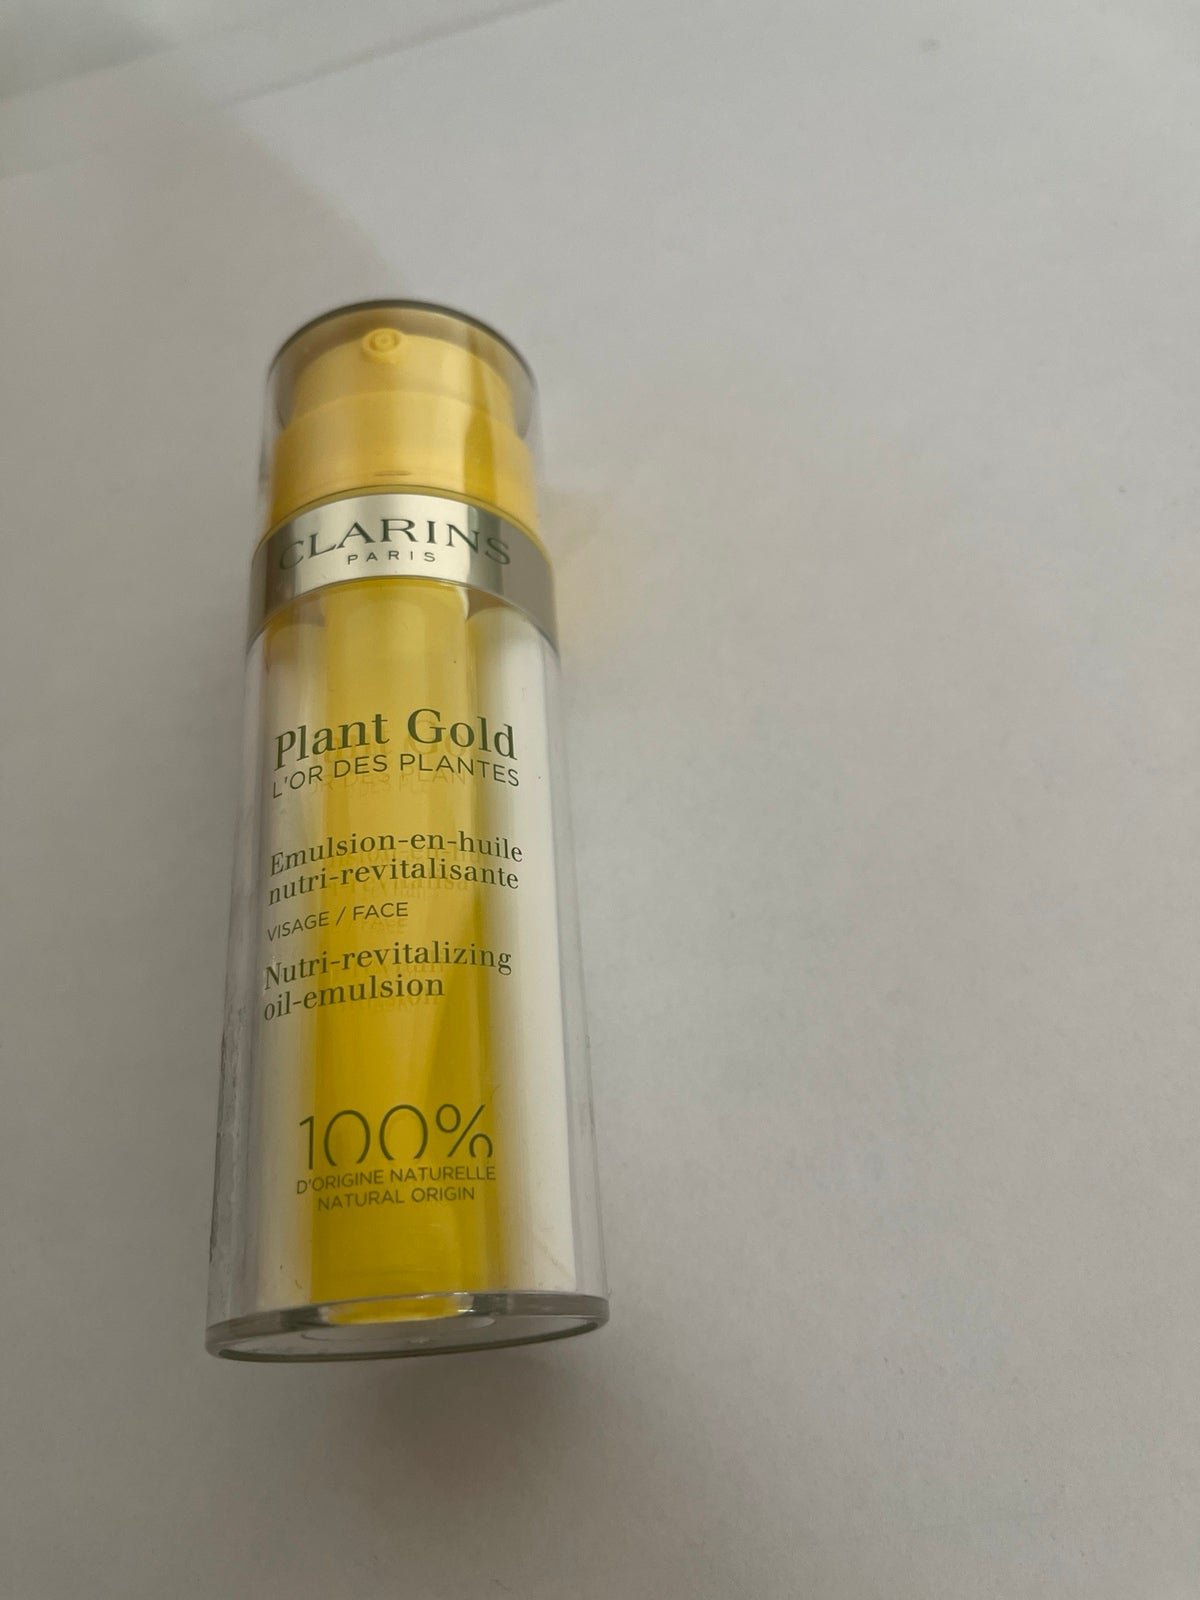 CLARINS
PARIS
Plant Gold
L'OR DES PLANTES
Emulsion-en-huile
nutri-revitalisante
VISAGE / FACE
Nutri-revitalizing
oil-emulsion
100%
D'ORIGINE NATURELLE
NATURAL ORIGIN